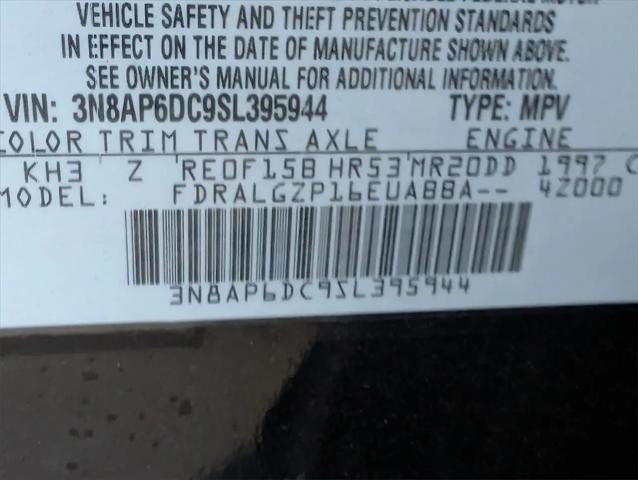 VEHICLE SAFETY AND THEFT PREVENTION STANDARDS
IN EFFECT ON THE DATE OF MANUFACTURE SHOWN ABOVE.
SEE OWNER'S MANUAL FOR ADDITIONAL INFORMATION.
VIN: 3N8AP6DC9SL395944 TYPE: MPV
COLOR TRIM TRANS AXLE ENGINE
KH3 Z RE0F15B HR53 MR20DD 1997 C
MODEL: FDRALGZP16EUA88A-- 4Z000
3N8AP6DC9SL395944